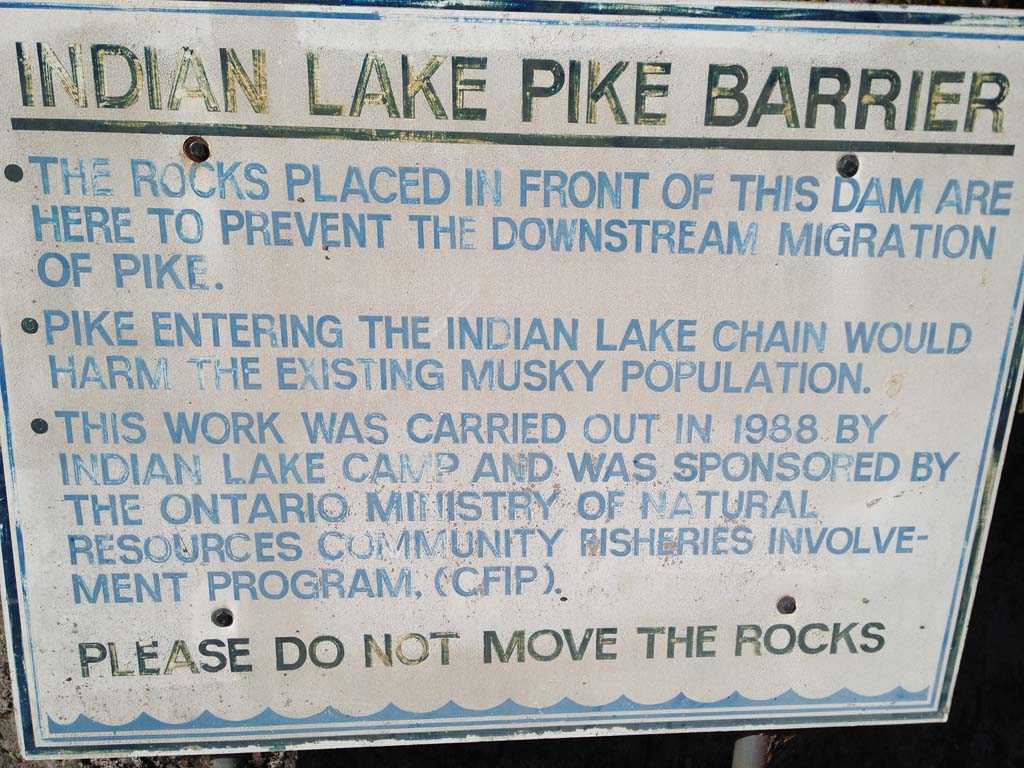 INDIAN LAKE PIKE BARRIER
• THE ROCKS PLACED IN FRONT OF THIS DAM ARE
HERE TO PREVENT THE DOWNSTREAM MIGRATION
OF PIKE.
• PIKE ENTERING THE INDIAN LAKE CHAIN WOULD
HARM THE EXISTING MUSKY POPULATION.
• THIS WORK WAS CARRIED OUT IN 1988 BY
INDIAN LAKE CAMP AND WAS SPONSORED BY
THE ONTARIO MINISTRY OF NATURAL
RESOURCES COMMUNITY FISHERIES INVOLVE-
MENT PROGRAM, (CFIP).
PLEASE DO NOT MOVE THE ROCKS